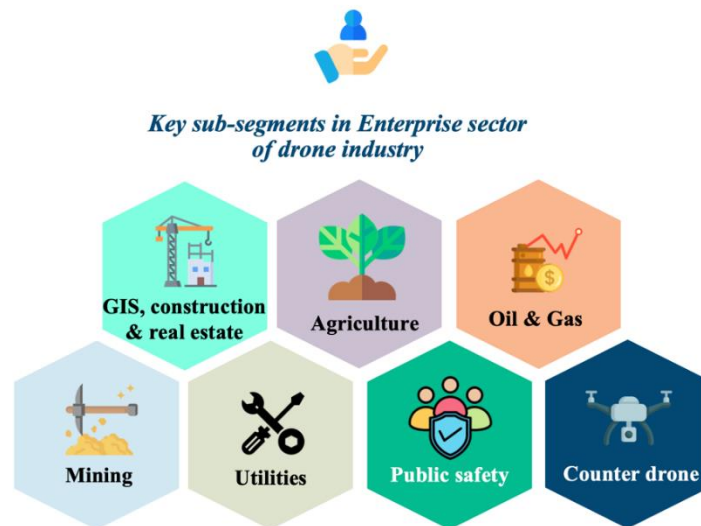 Key sub-segments in Enterprise sector
of drone industry
GIS, construction
& real estate
Agriculture
Oil & Gas
Mining
Utilities
Public safety
Counter drone